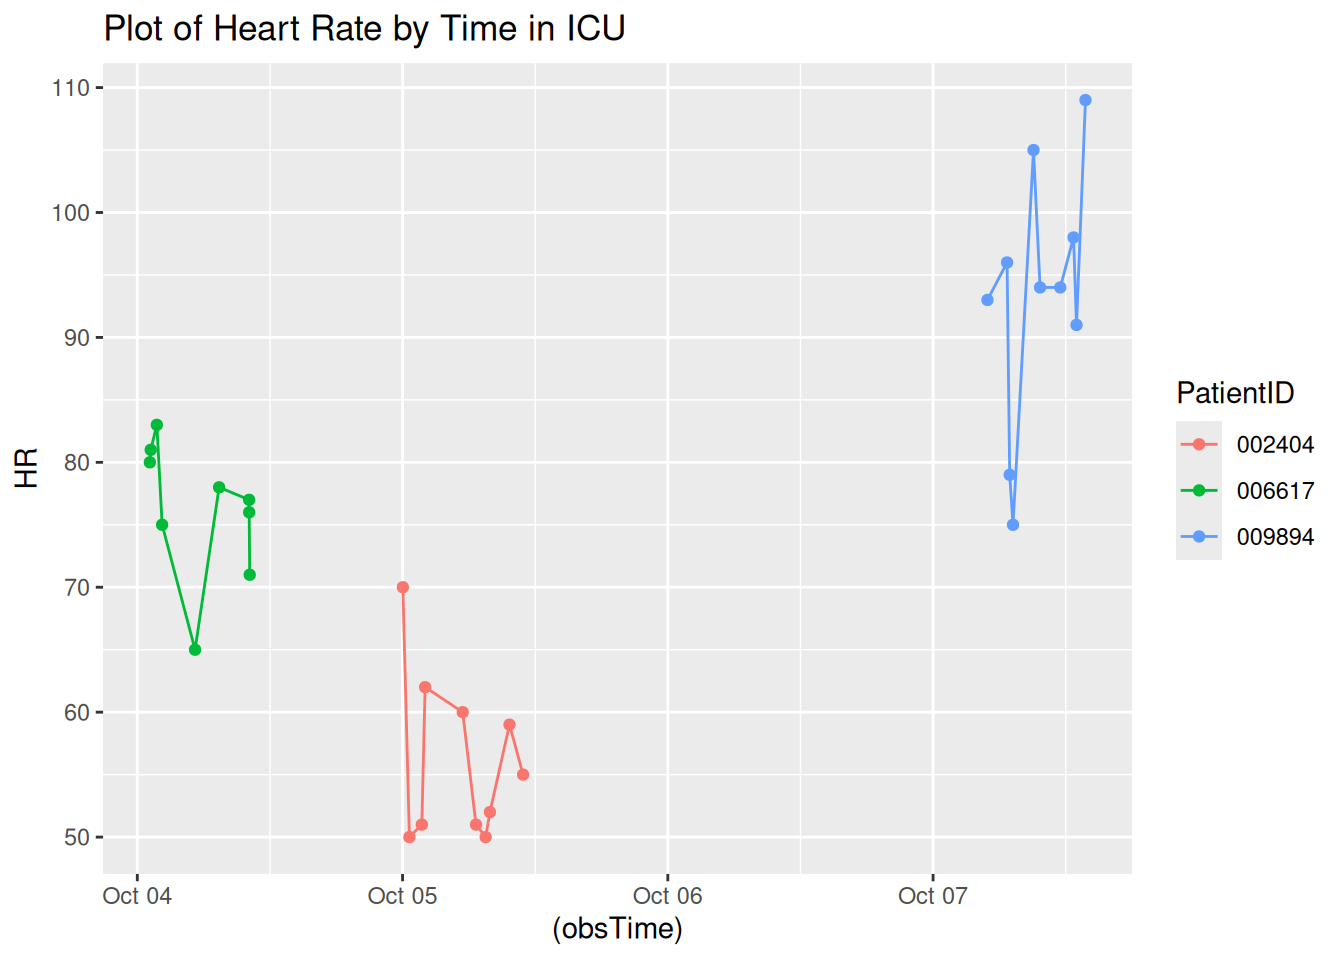 Plot of Heart Rate by Time in ICU
110
100
90
80
70
60
50
HR
Oct 04
Oct 05
Oct 06
Oct 07
(obsTime)
PatientID
002404
006617
009894